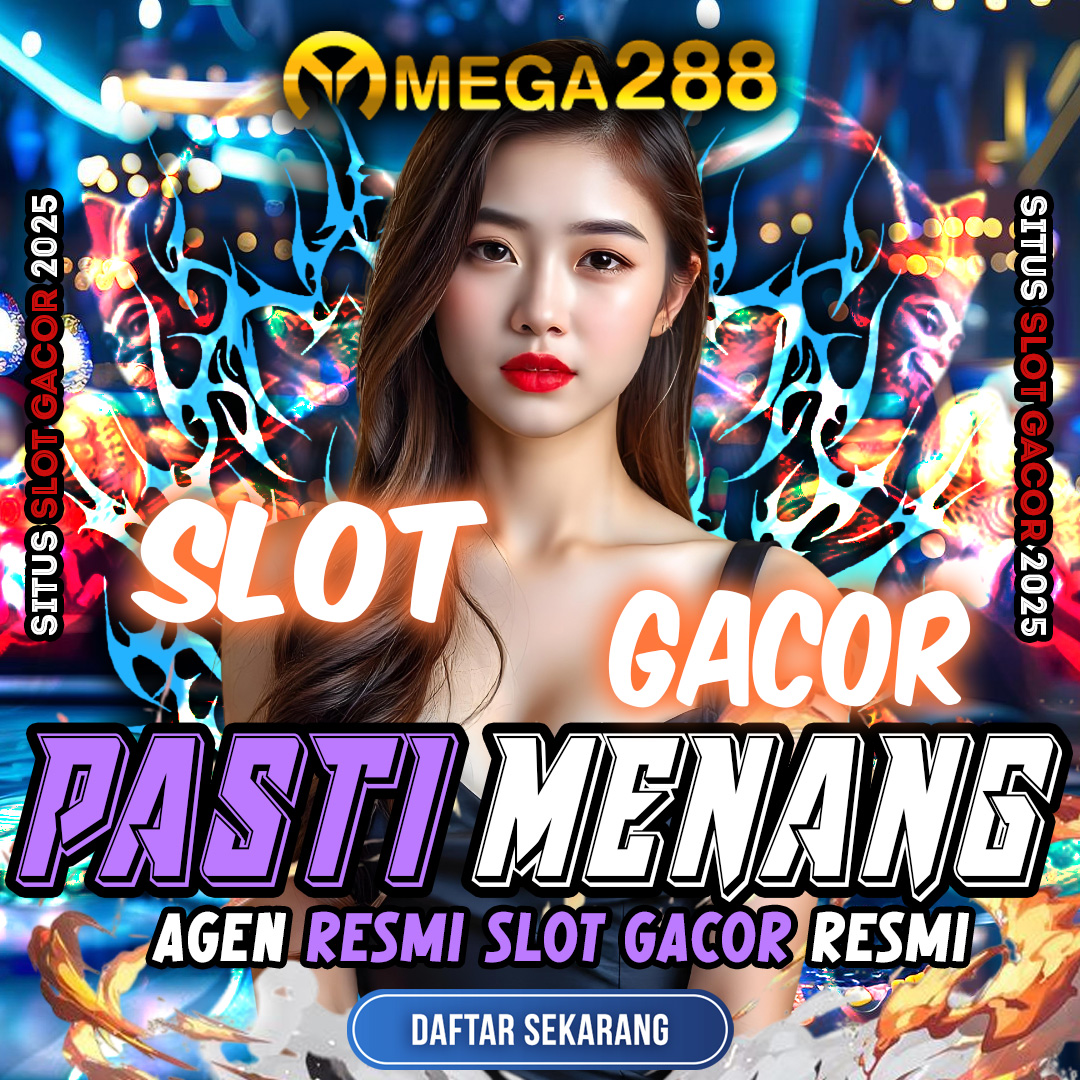 OMEGA288
SITUS SLOT GACOR 2025
SITUS SLOT GACOR 2025
SLOT
GACOR
PASTI MENANG
AGEN RESMI SLOT GACOR RESMI
DAFTAR SEKARANG